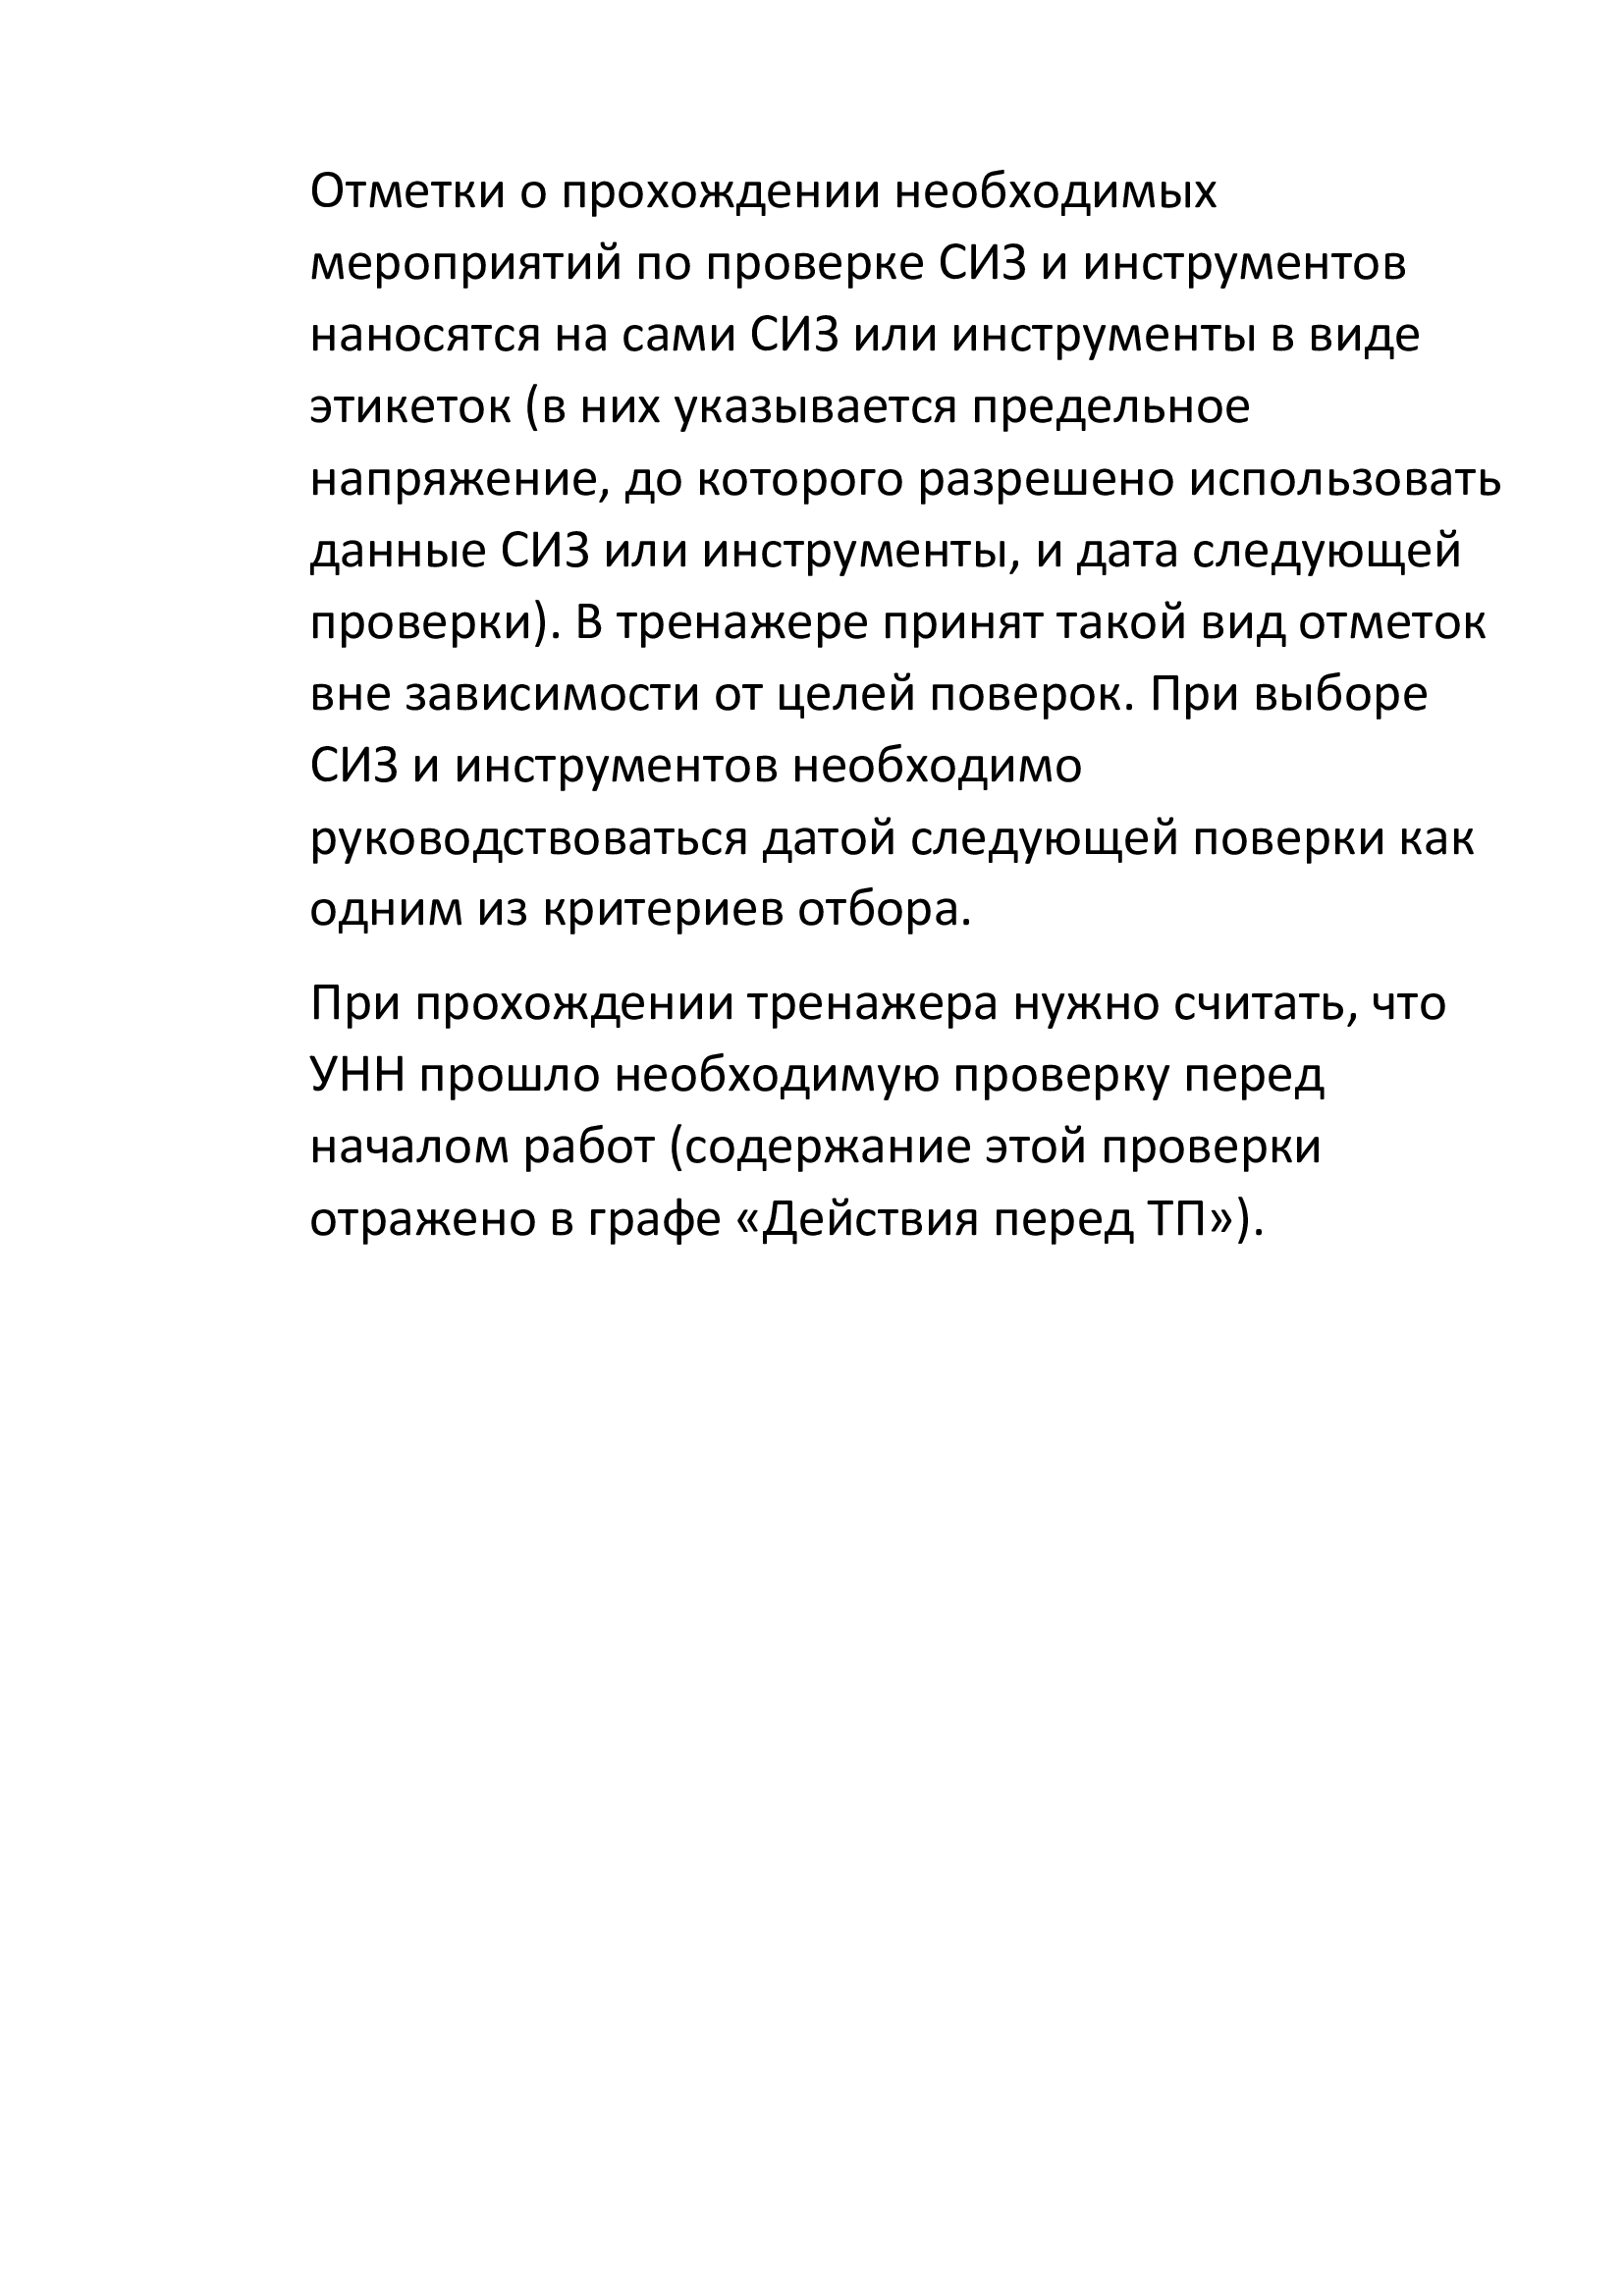 Отметки о прохождении необходимых
мероприятий по проверке СИЗ и инструментов
наносятся на сами СИЗ или инструменты в виде
этикеток (в них указывается предельное
напряжение, до которого разрешено использовать
данные СИЗ или инструменты, и дата следующей
проверки). В тренажере принят такой вид отметок
вне зависимости от целей поверок. При выборе
СИЗ и инструментов необходимо
руководствоваться датой следующей поверки как
одним из критериев отбора.
При прохождении тренажера нужно считать, что
УНН прошло необходимую проверку перед
началом работ (содержание этой проверки
отражено в графе «Действия перед ТП»).